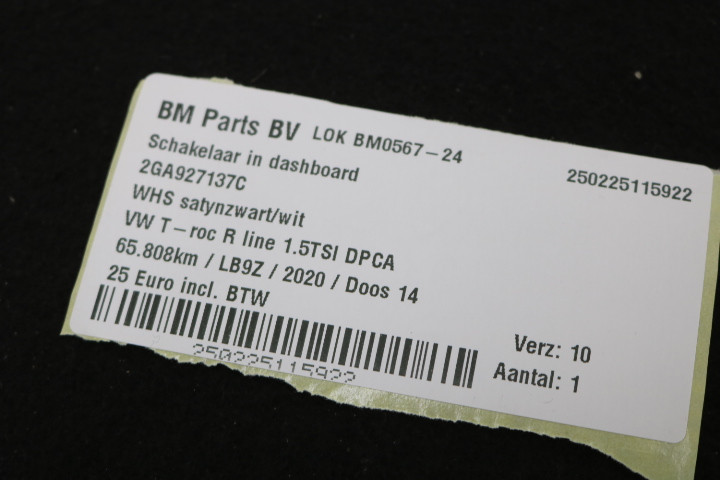 BM Parts BV LOK BM0567-24
250225115922
Schakelaar in dashboard
2GA927137C
WHS satynzwart/wit
VW T-roc R line 1.5TSI DPCA
65.808km / LB9Z / 2020 / Doos 14
25 Euro incl. BTW
Verz: 10
Aantal: 1
250225115922